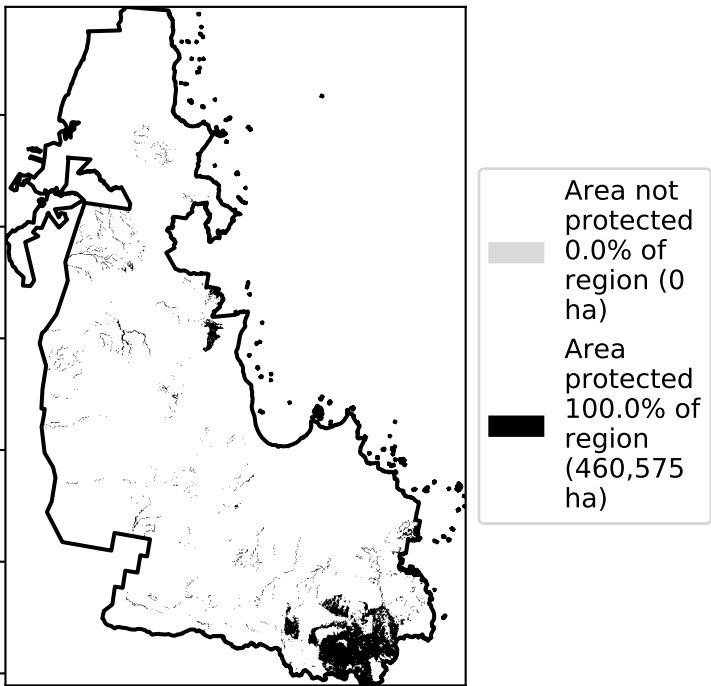 Area not
protected
0.0% of
region (0
ha)
Area
protected
100.0% of
region
(460,575
ha)